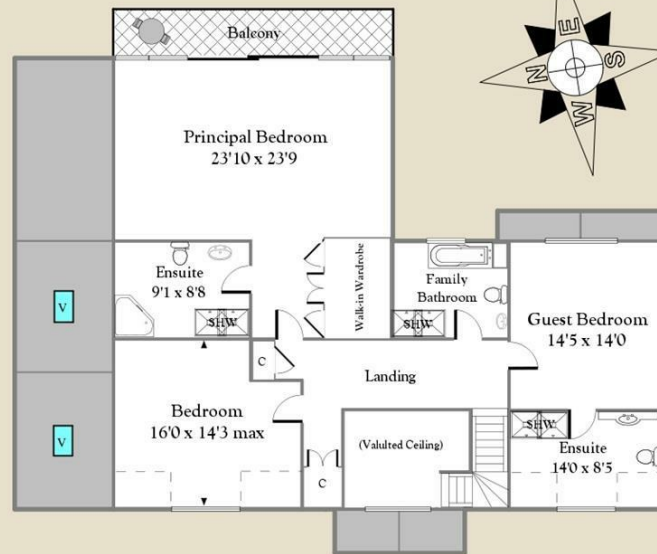 Balcony
N
E
S
W
Principal Bedroom
23'10 x 23'9
Ensuite
9'1 x 8'8
SHW
Walk-in Wardrobe
Family
Bathroom
SHW
V
Guest Bedroom
14'5 x 14'0
C
Landing
Bedroom
16'0 x 14'3 max
(Valulted Ceiling)
SHW
Ensuite
14'0 x 8'5
V
C